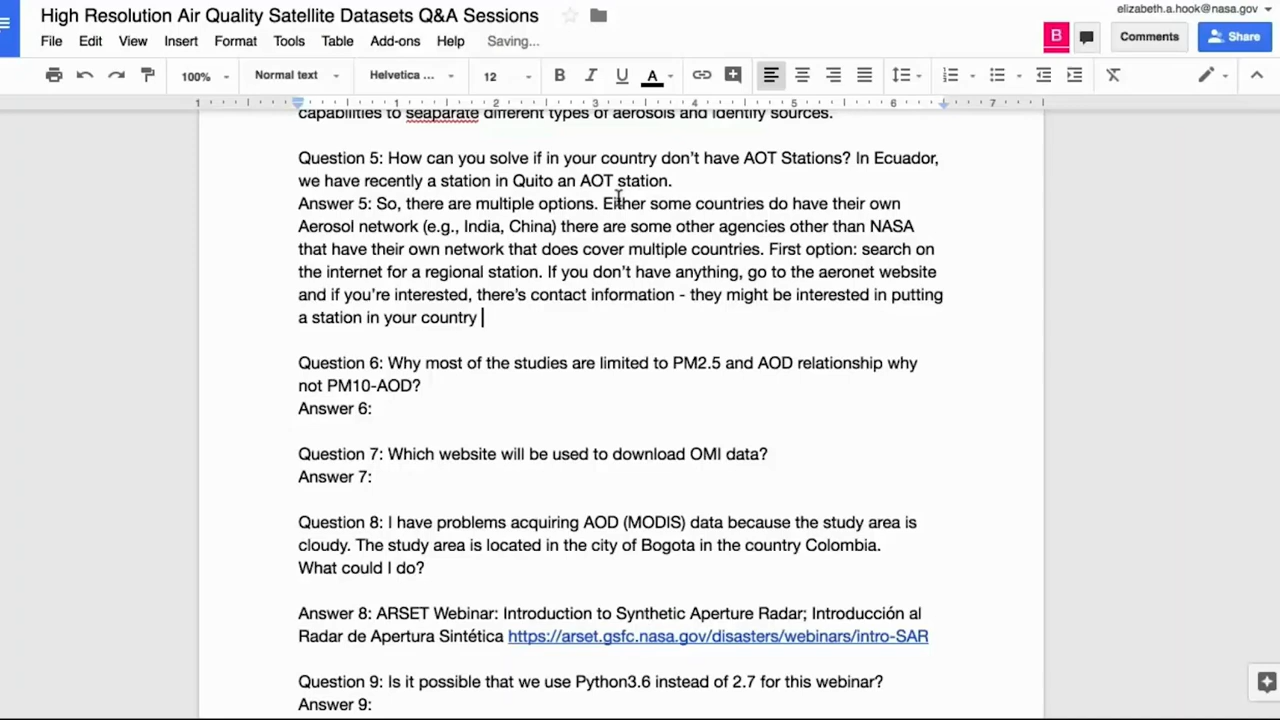 High Resolution Air Quality Satellite Datasets Q&A Sessions
elizabeth.a.hook@nasa.gov
File Edit View Insert Format Tools Table Add-ons Help Saving...
B
Comments
Share
100% Normal text Helvetica ... 12 B I U A
1 1 2 3 4 5 6 7
capabilities to seaparate different types of aerosols and identify sources.
Question 5: How can you solve if in your country don't have AOT Stations? In Ecuador,
we have recently a station in Quito an AOT station.
Answer 5: So, there are multiple options. Either some countries do have their own
Aerosol network (e.g., India, China) there are some other agencies other than NASA
that have their own network that does cover multiple countries. First option: search on
the internet for a regional station. If you don't have anything, go to the aeronet website
and if you're interested, there's contact information - they might be interested in putting
a station in your country
Question 6: Why most of the studies are limited to PM2.5 and AOD relationship why
not PM10-AOD?
Answer 6:
Question 7: Which website will be used to download OMI data?
Answer 7:
Question 8: I have problems acquiring AOD (MODIS) data because the study area is
cloudy. The study area is located in the city of Bogota in the country Colombia.
What could I do?
Answer 8: ARSET Webinar: Introduction to Synthetic Aperture Radar; Introducción al
Radar de Apertura Sintética https://arset.gsfc.nasa.gov/disasters/webinars/intro-SAR
Question 9: Is it possible that we use Python3.6 instead of 2.7 for this webinar?
Answer 9: